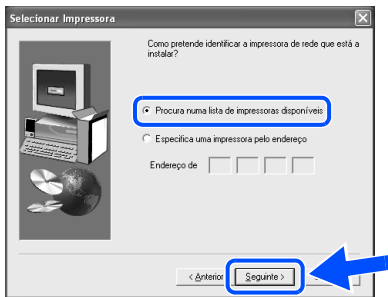 Selecionar Impressora
Como pretende identificar a impressora de rede que está a
instalar?
Procura numa lista de impressoras disponíveis
Especifica uma impressora pelo endereço
Endereço de
< Anterior
Seguinte >